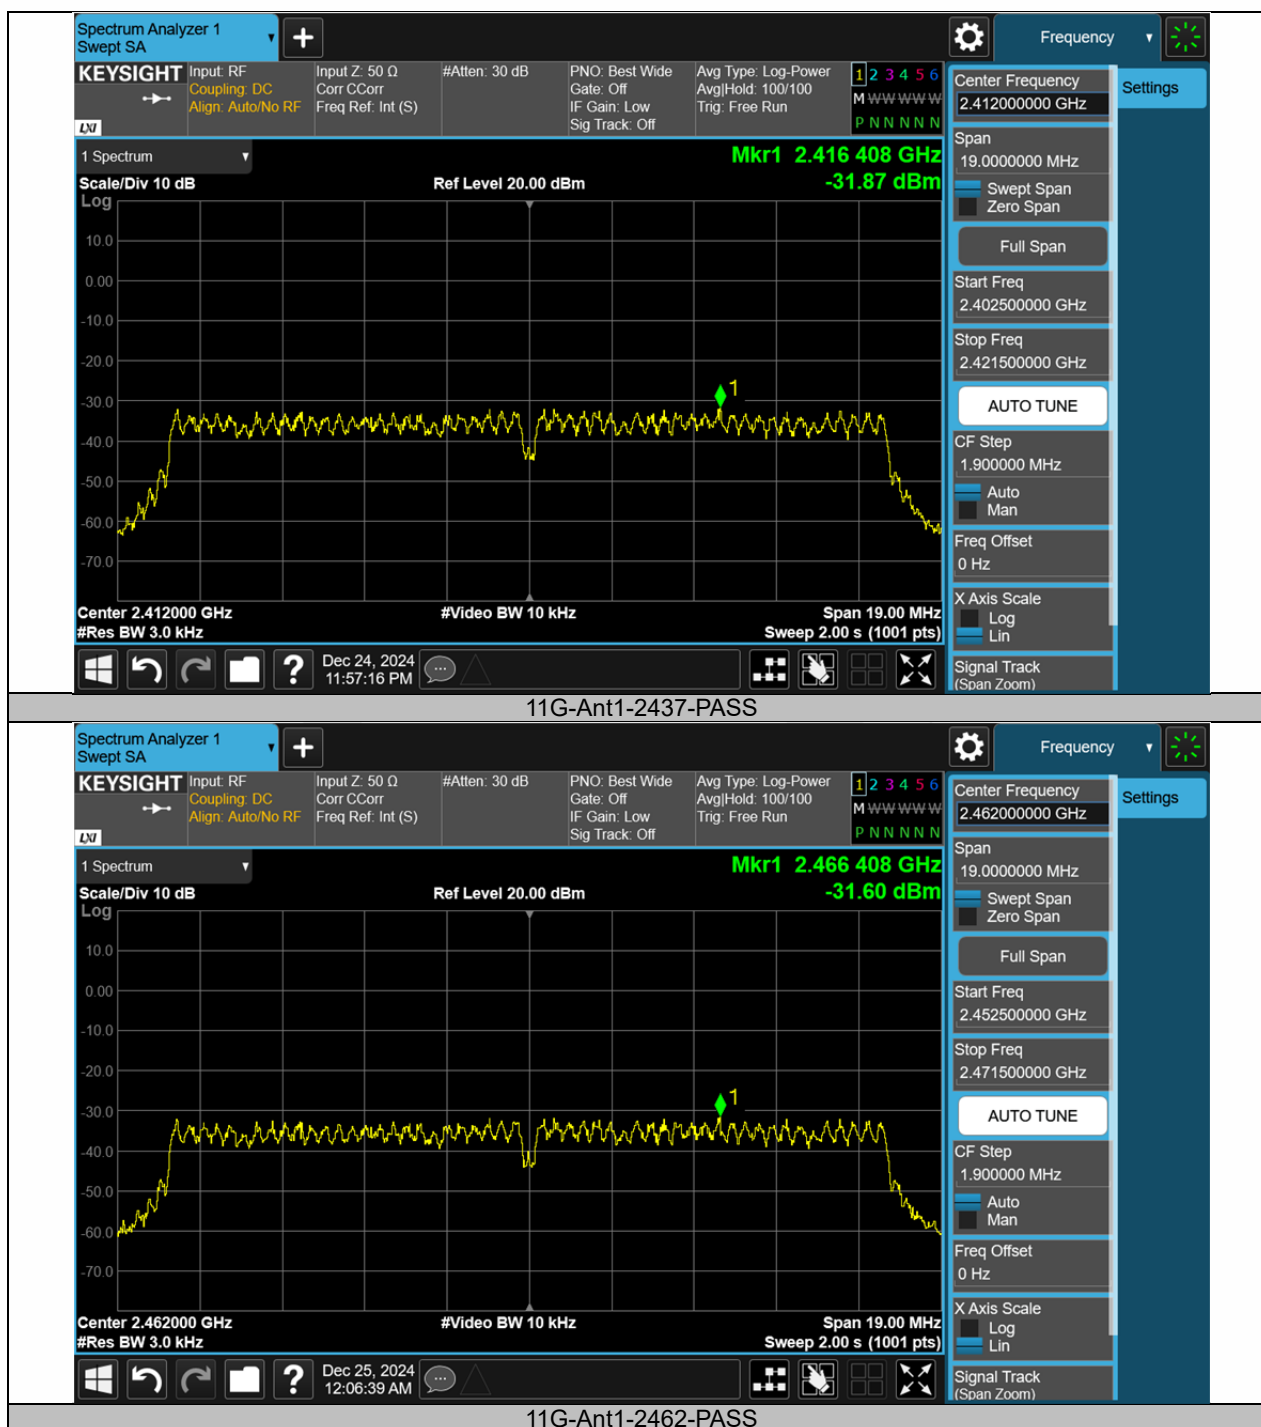 Spectrum Analyzer 1
Swept SA
Frequency
KEYSIGHT
LXI
Input: RF
Coupling: DC
Align: Auto/No RF
Input Z: 50 Ω
Corr CCorr
Freq Ref: Int (S)
#Atten: 30 dB
PNO: Best Wide
Gate: Off
IF Gain: Low
Sig Track: Off
Avg Type: Log-Power
Avg|Hold: 100/100
Trig: Free Run
1 2 3 4 5 6
M W W W W W
P N N N N N
1 Spectrum
Mkr1 2.416 408 GHz
Scale/Div 10 dB
Ref Level 20.00 dBm
-31.87 dBm
Log
10.0
0.00
-10.0
-20.0
-30.0
-40.0
-50.0
-60.0
-70.0
1
Center 2.412000 GHz
#Video BW 10 kHz
Span 19.00 MHz
#Res BW 3.0 kHz
Sweep 2.00 s (1001 pts)
Dec 24, 2024
11:57:16 PM
Center Frequency
2.412000000 GHz
Settings
Span
19.0000000 MHz
Swept Span
Zero Span
Full Span
Start Freq
2.402500000 GHz
Stop Freq
2.421500000 GHz
AUTO TUNE
CF Step
1.900000 MHz
Auto
Man
Freq Offset
0 Hz
X Axis Scale
Log
Lin
Signal Track
(Span Zoom)
11G-Ant1-2437-PASS
Spectrum Analyzer 1
Swept SA
Frequency
KEYSIGHT
LXI
Input: RF
Coupling: DC
Align: Auto/No RF
Input Z: 50 Ω
Corr CCorr
Freq Ref: Int (S)
#Atten: 30 dB
PNO: Best Wide
Gate: Off
IF Gain: Low
Sig Track: Off
Avg Type: Log-Power
Avg|Hold: 100/100
Trig: Free Run
1 2 3 4 5 6
M W W W W W
P N N N N N
1 Spectrum
Mkr1 2.466 408 GHz
Scale/Div 10 dB
Ref Level 20.00 dBm
-31.60 dBm
Log
10.0
0.00
-10.0
-20.0
-30.0
-40.0
-50.0
-60.0
-70.0
1
Center 2.462000 GHz
#Video BW 10 kHz
Span 19.00 MHz
#Res BW 3.0 kHz
Sweep 2.00 s (1001 pts)
Dec 25, 2024
12:06:39 AM
Center Frequency
2.462000000 GHz
Settings
Span
19.0000000 MHz
Swept Span
Zero Span
Full Span
Start Freq
2.452500000 GHz
Stop Freq
2.471500000 GHz
AUTO TUNE
CF Step
1.900000 MHz
Auto
Man
Freq Offset
0 Hz
X Axis Scale
Log
Lin
Signal Track
(Span Zoom)
11G-Ant1-2462-PASS